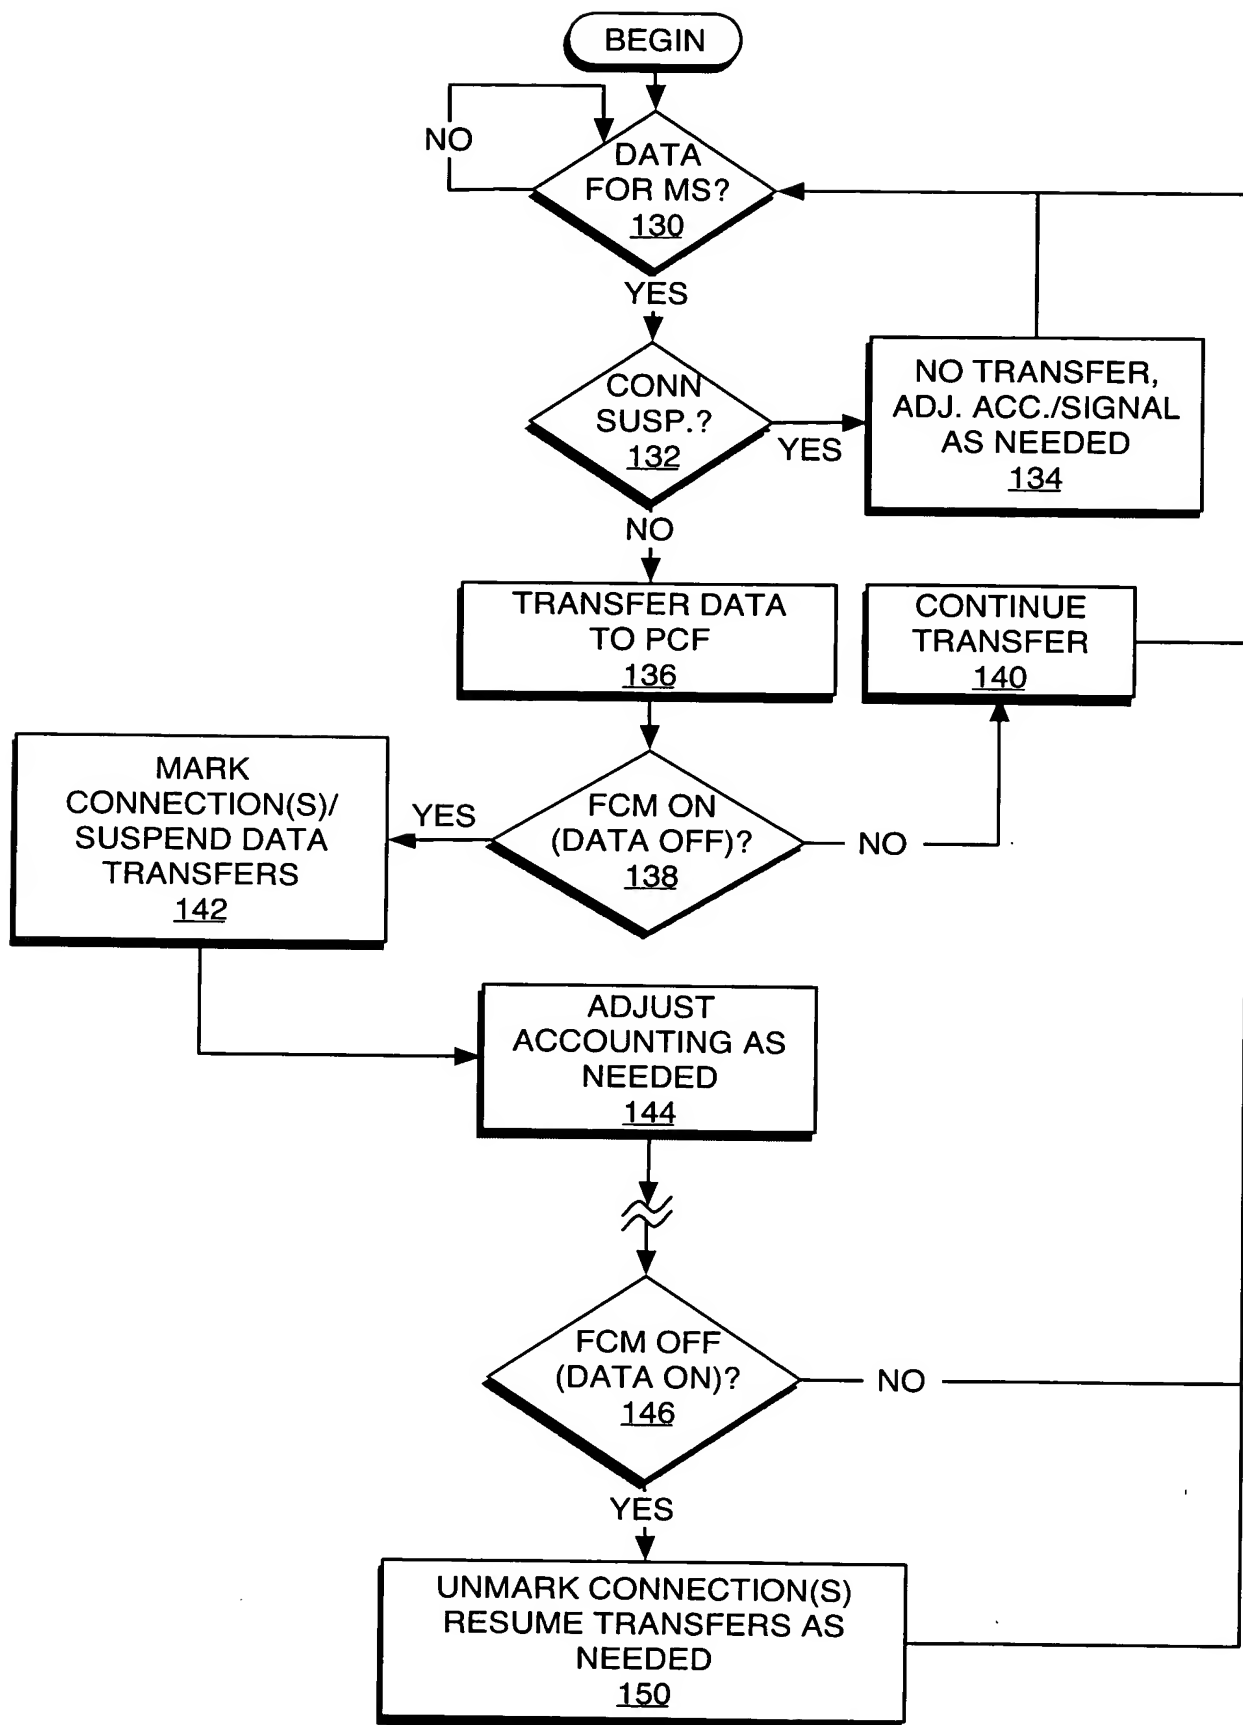 BEGIN
NO
DATA
FOR MS?
130
YES
CONN
SUSP.?
132
YES
NO TRANSFER,
ADJ. ACC./SIGNAL
AS NEEDED
134
NO
TRANSFER DATA
TO PCF
136
CONTINUE
TRANSFER
140
MARK
CONNECTION(S)/
SUSPEND DATA
TRANSFERS
142
YES
FCM ON
(DATA OFF)?
138
NO
ADJUST
ACCOUNTING AS
NEEDED
144
FCM OFF
(DATA ON)?
146
NO
YES
UNMARK CONNECTION(S)
RESUME TRANSFERS AS
NEEDED
150